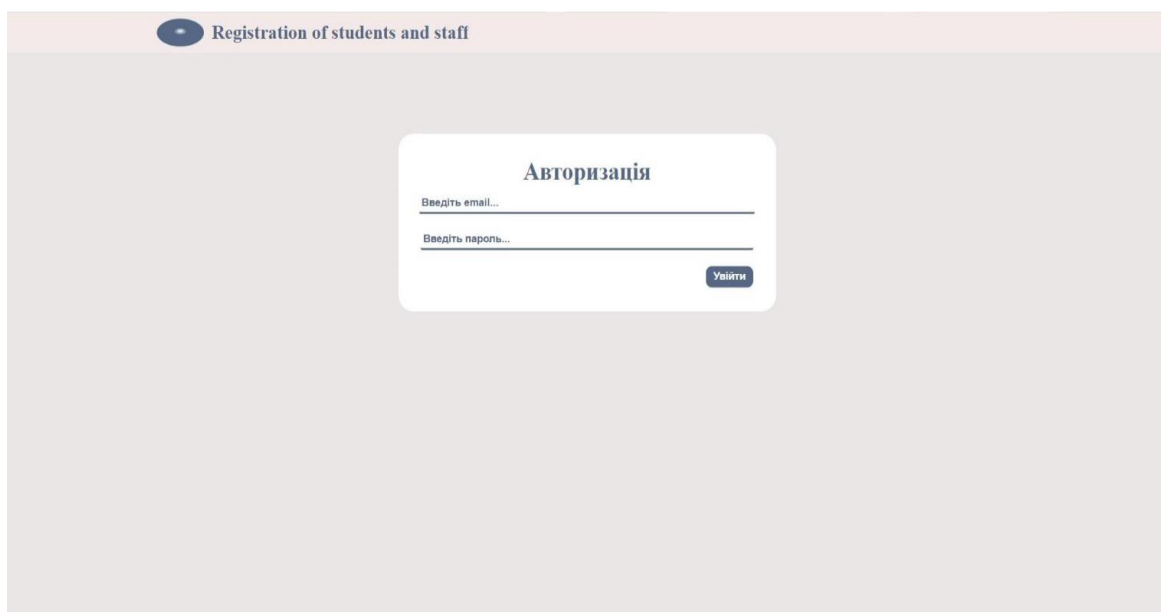 Registration of students and staff
Авторизація
Введіть email...
Введіть пароль...
Увійти